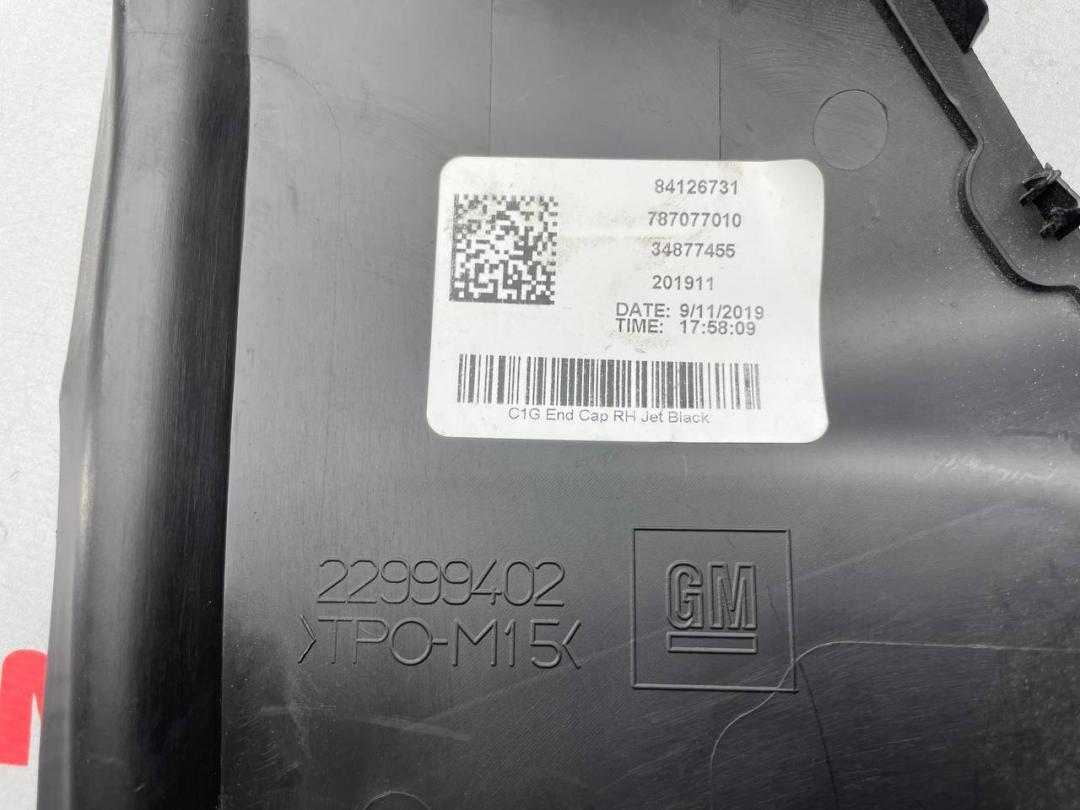 84126731
787077010
34877455
201911
DATE: 9/11/2019
TIME: 17:58:09
C1G End Cap RH Jet Black
22999402
>TPO-M15<
GM